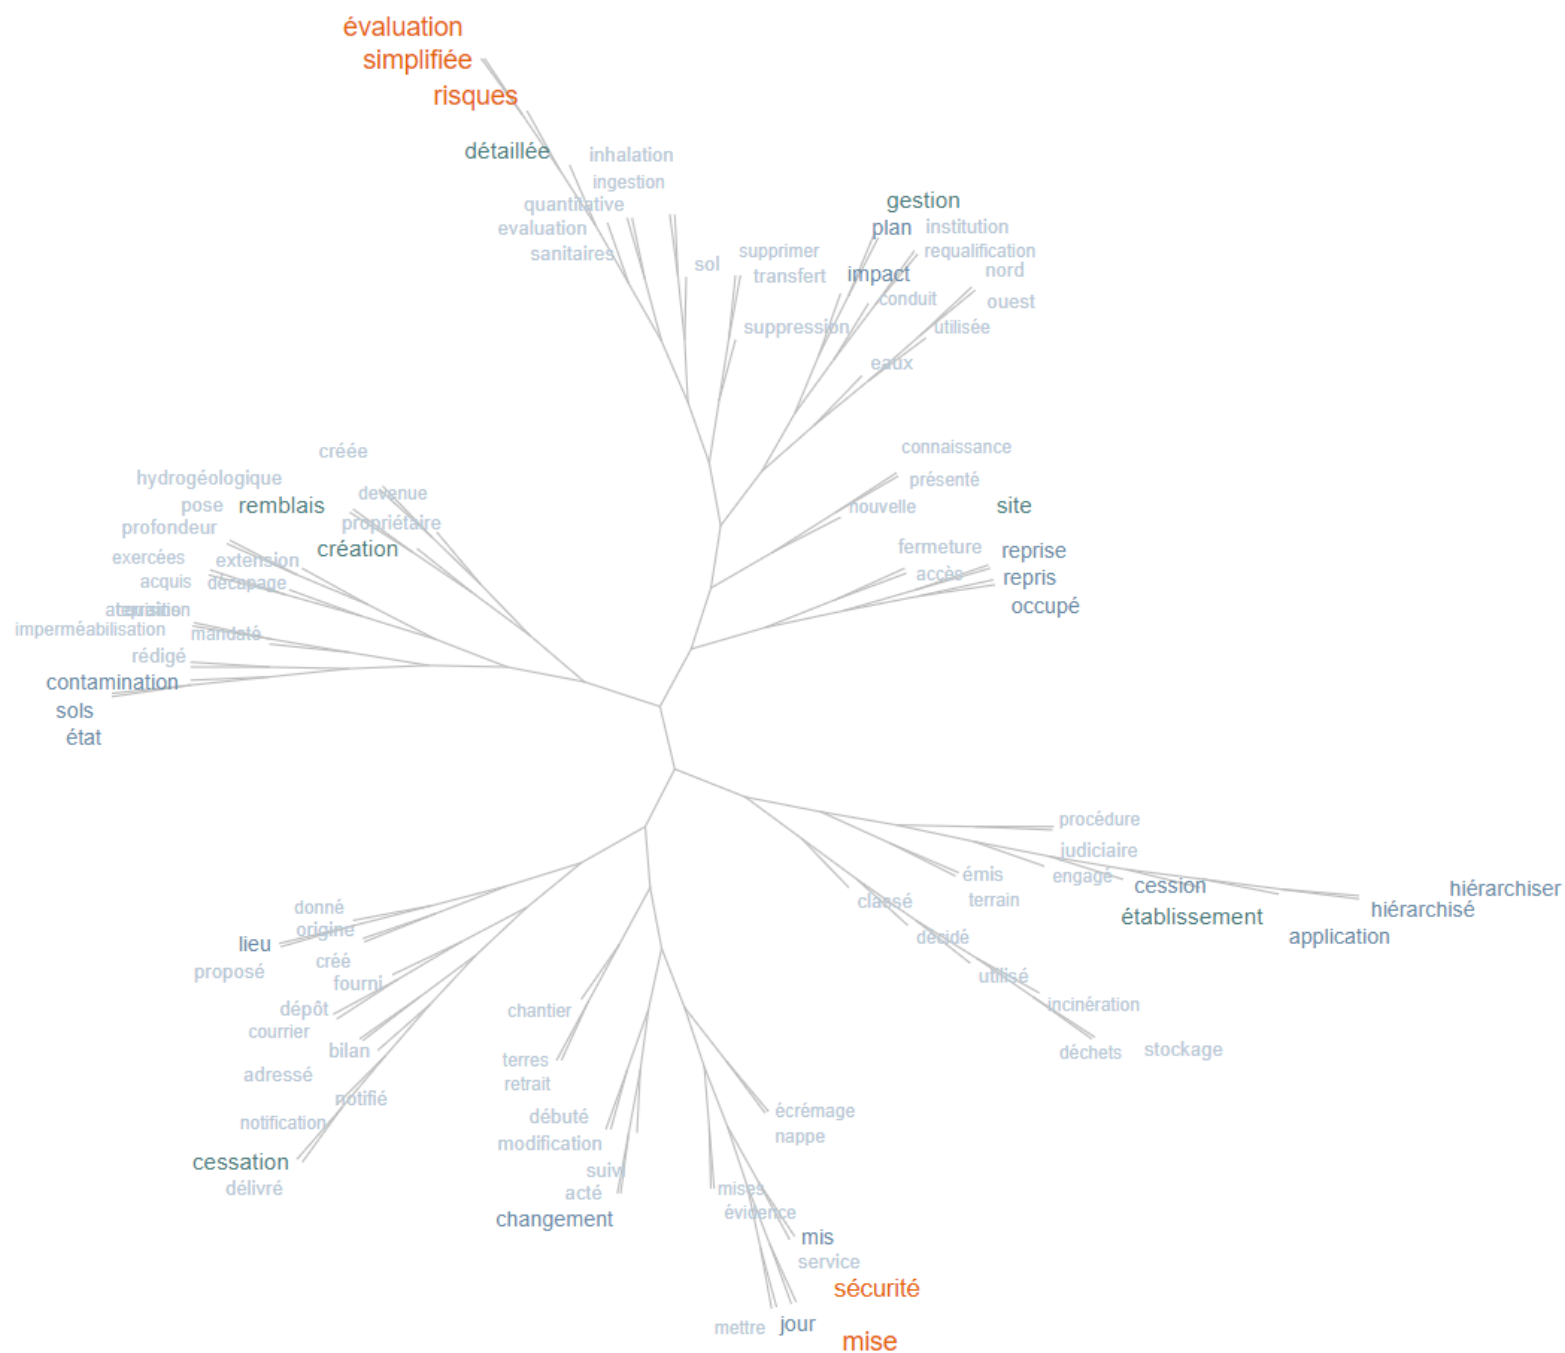 évaluation
simplifiée
risques
détaillée
inhalation
ingestion
quantitative
evaluation
sanitaires
sol
supprimer
transfert
suppression
gestion
plan
institution
requalification
impact
nord
conduit
ouest
utilisée
eaux
connaissance
présenté
nouvelle
site
fermeture
reprise
accès
repris
occupé
créée
hydrogéologique
devenue
pose
remblais
profondeur
propriétaire
création
exercées
extension
acquis
décapage
imperméabilisation
mandaté
rédigé
contamination
sols
état
procédure
judiciaire
émis
engagé
cession
hiérarchiser
classé
terrain
hiérarchisé
établissement
application
décidé
utilisé
incinération
déchets
stockage
donné
origine
lieu
proposé
créé
fourni
dépôt
courrier
bilan
adressé
notifié
notification
cessation
délivré
chantier
terres
retrait
débuté
modification
suivi
acté
changement
écrémage
nappe
mises
évidence
mis
service
sécurité
mettre
jour
mise